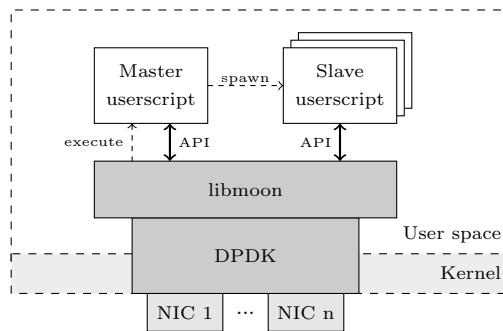 Master
userscript
spawn
Slave
userscript
execute
API
API
libmoon
DPDK
User space
Kernel
NIC 1
...
NIC n